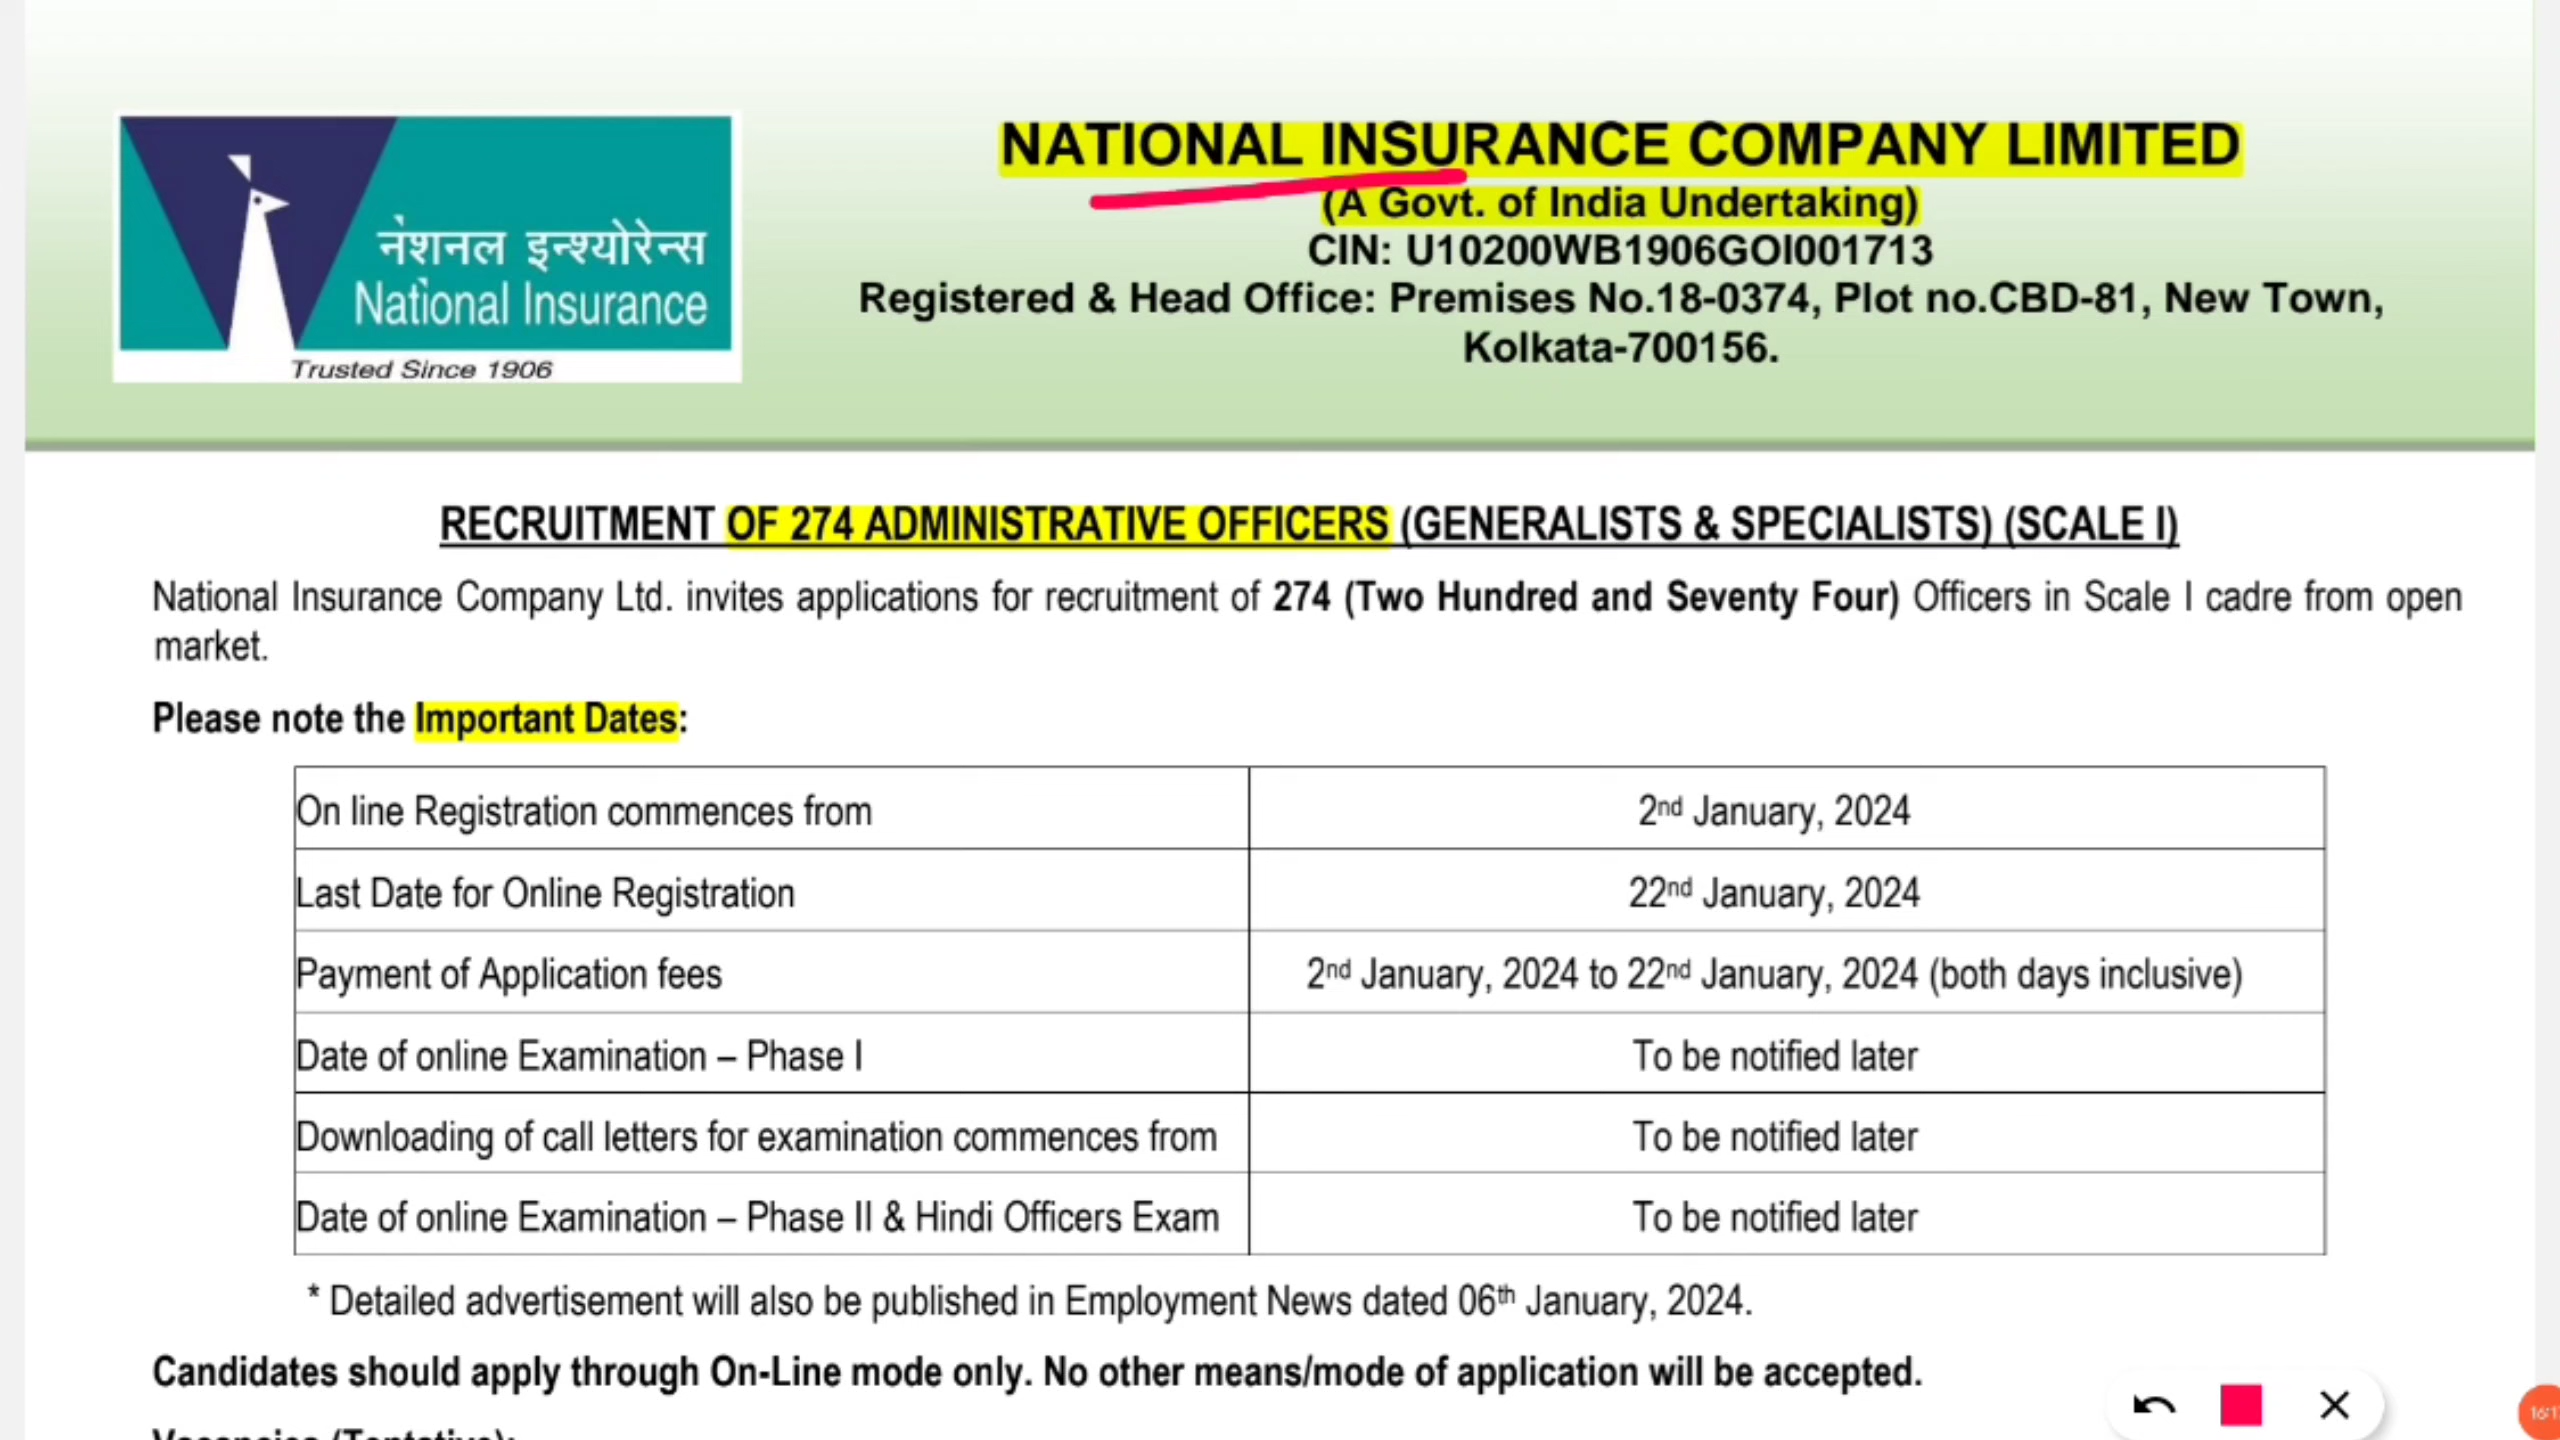 नेशनल इन्श्योरेन्स
National Insurance
Trusted Since 1906
NATIONAL INSURANCE COMPANY LIMITED
(A Govt. of India Undertaking)
CIN: U10200WB1906GOI001713
Registered & Head Office: Premises No.18-0374, Plot no.CBD-81, New Town,
Kolkata-700156.
RECRUITMENT OF 274 ADMINISTRATIVE OFFICERS (GENERALISTS & SPECIALISTS) (SCALE I)
National Insurance Company Ltd. invites applications for recruitment of 274 (Two Hundred and Seventy Four) Officers in Scale I cadre from open
market.
Please note the Important Dates:
On line Registration commences from 2nd January, 2024
Last Date for Online Registration 22nd January, 2024
Payment of Application fees 2nd January, 2024 to 22nd January, 2024 (both days inclusive)
Date of online Examination – Phase I To be notified later
Downloading of call letters for examination commences from To be notified later
Date of online Examination – Phase II & Hindi Officers Exam To be notified later
* Detailed advertisement will also be published in Employment News dated 06th January, 2024.
Candidates should apply through On-Line mode only. No other means/mode of application will be accepted.
Vacancies (Tentative):